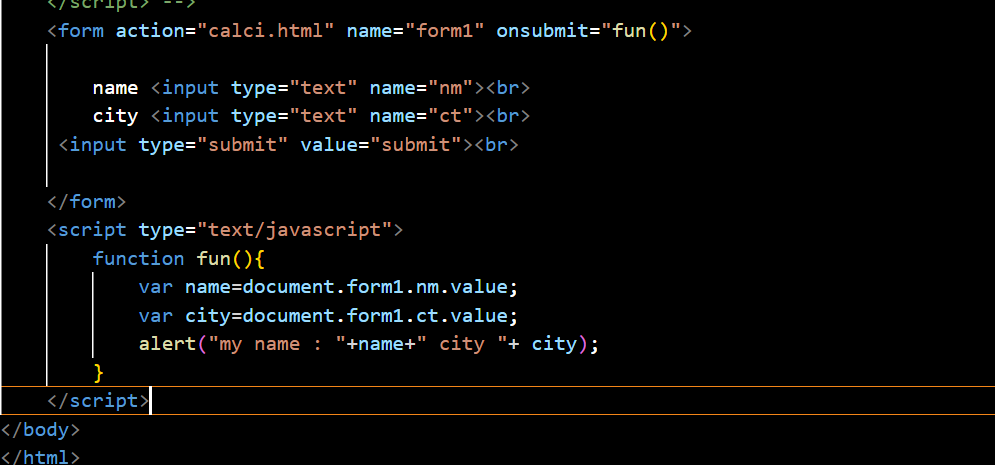 </script> -->
<form action="calci.html" name="form1" onsubmit="fun()">
name <input type="text" name="nm"><br>
city <input type="text" name="ct"><br>
<input type="submit" value="submit"><br>
</form>
<script type="text/javascript">
function fun(){
var name=document.form1.nm.value;
var city=document.form1.ct.value;
alert("my name : "+name+" city "+ city);
}
</script>
</body>
</html>